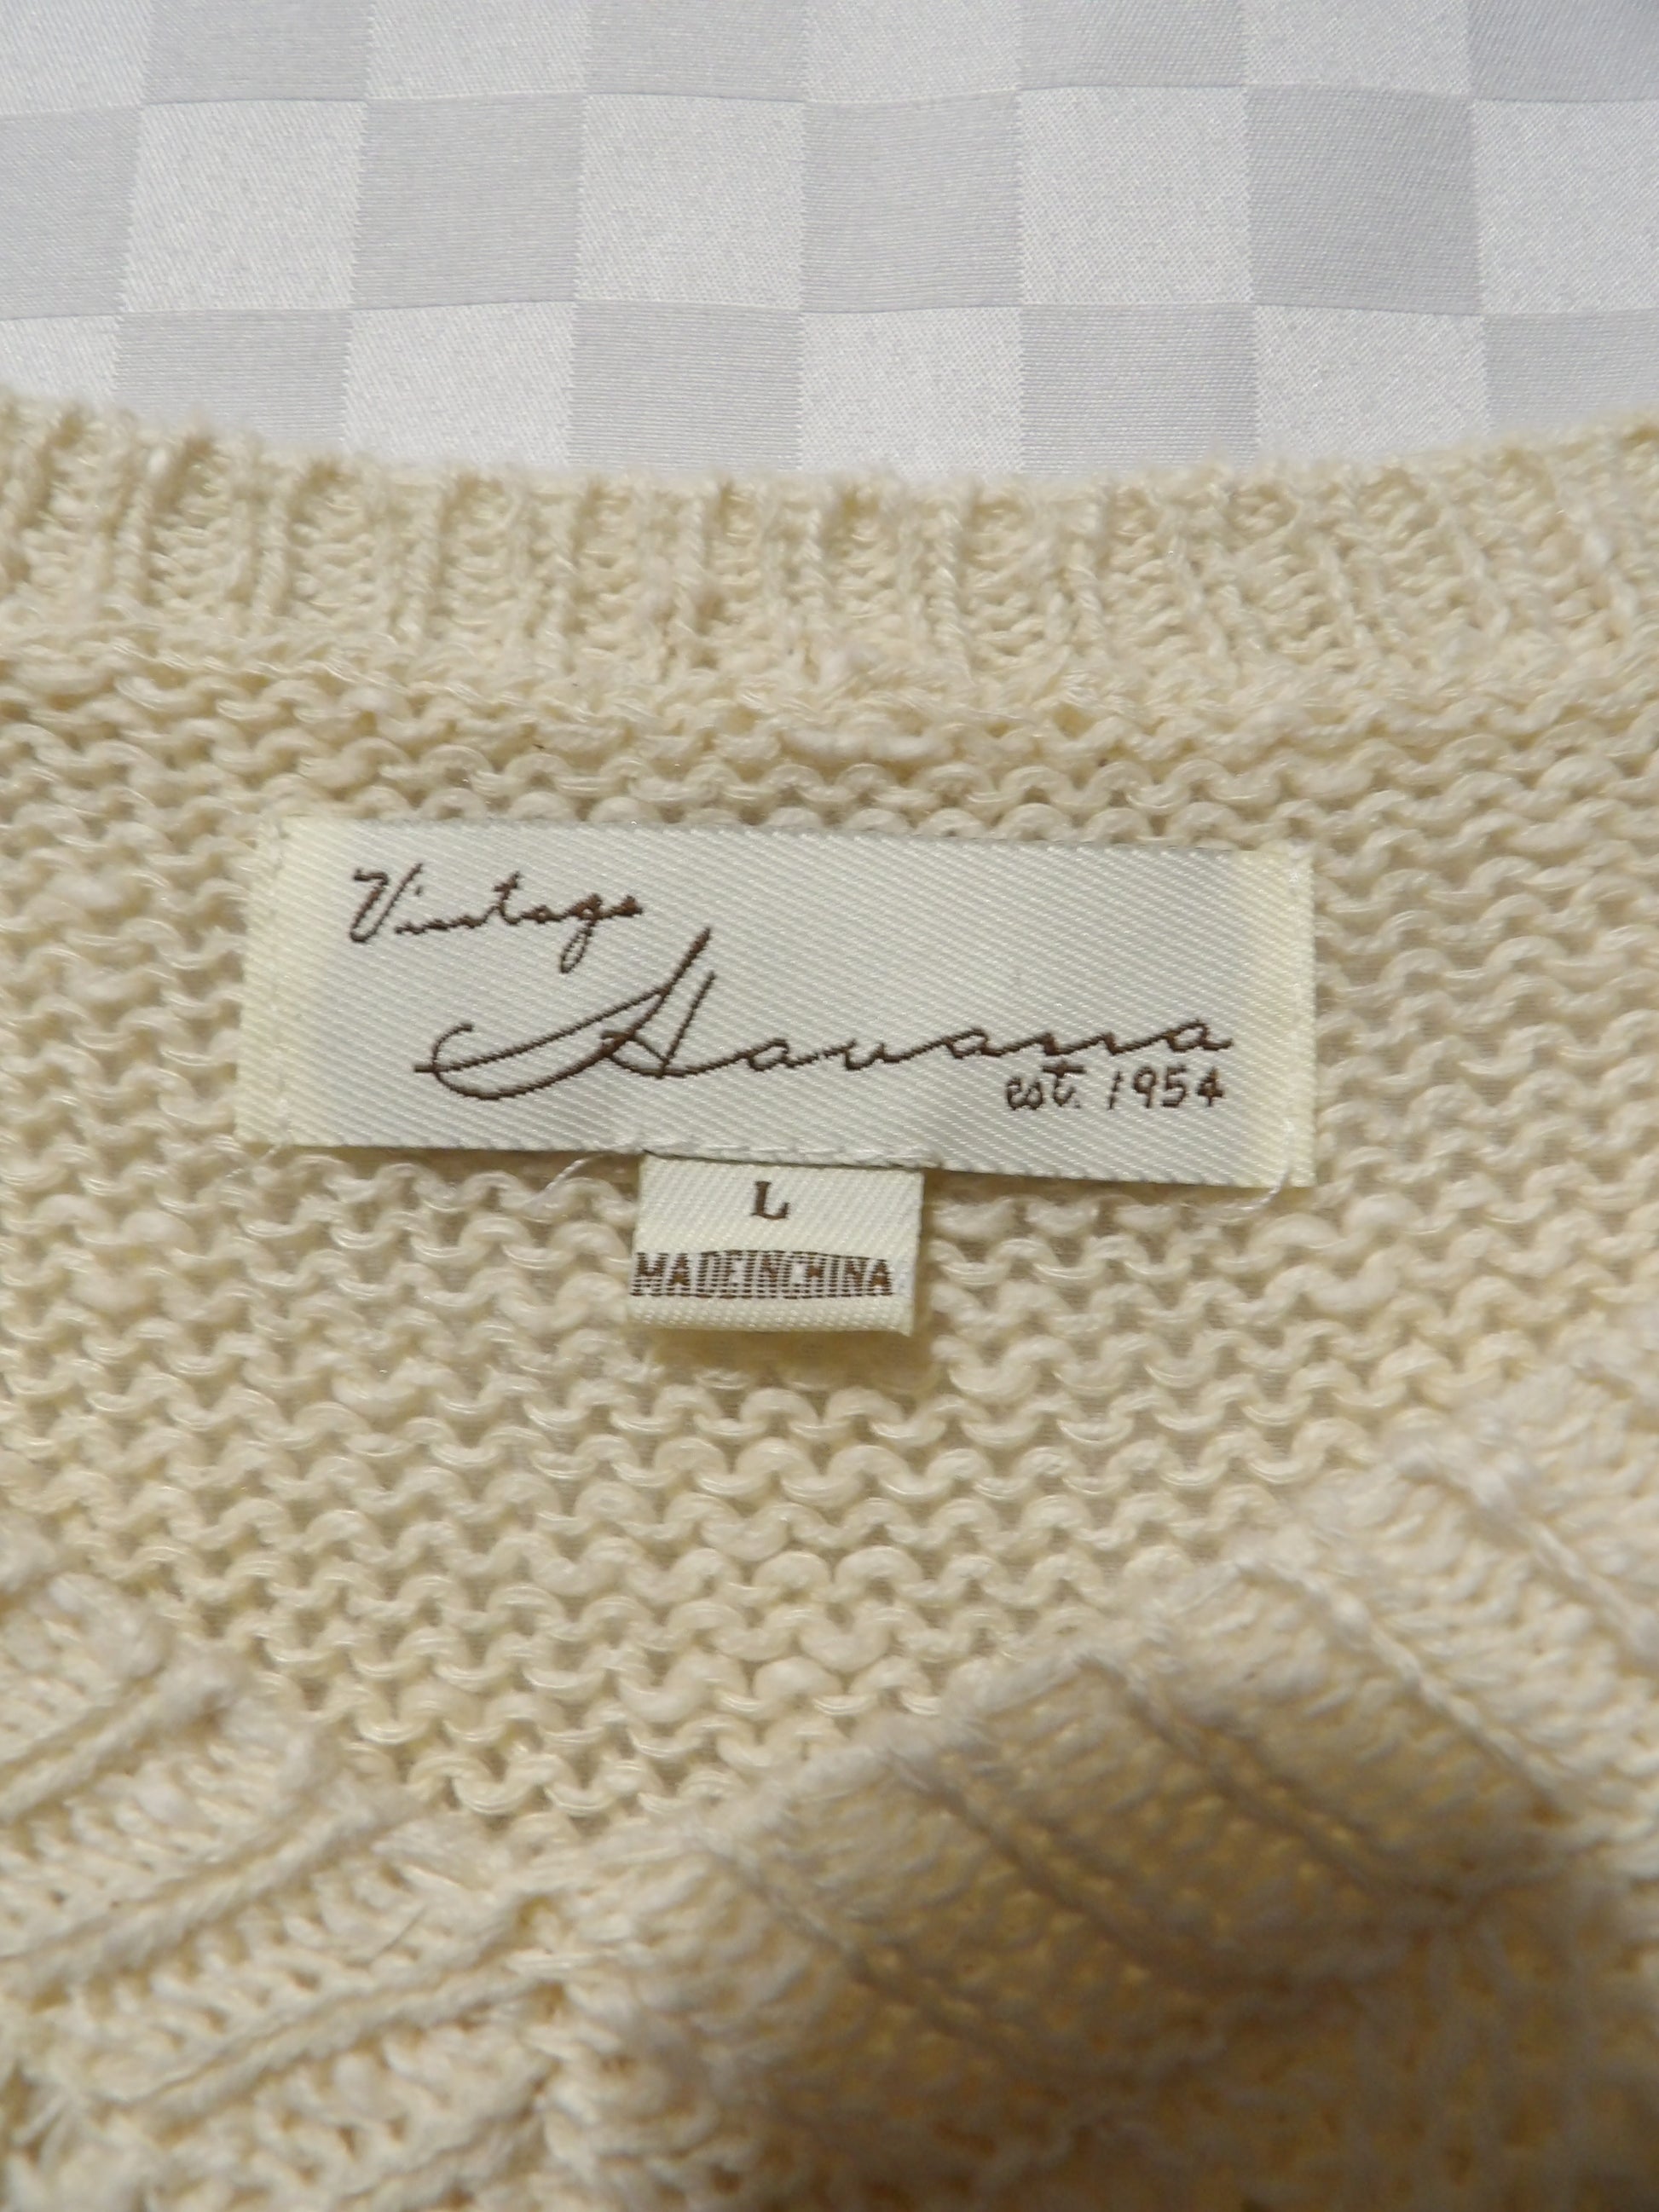 Vintage
Havana
est. 1954
L
MADEINCHINA